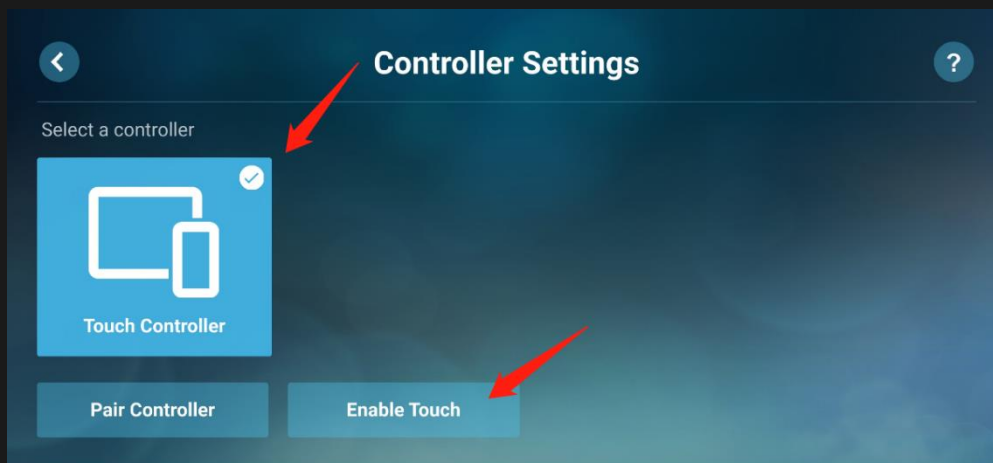 Controller Settings
?
Select a controller
Touch Controller
Pair Controller
Enable Touch